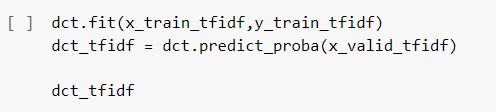 [ ] dct.fit(x_train_tfidf,y_train_tfidf)
dct_tfidf = dct.predict_proba(x_valid_tfidf)
dct_tfidf